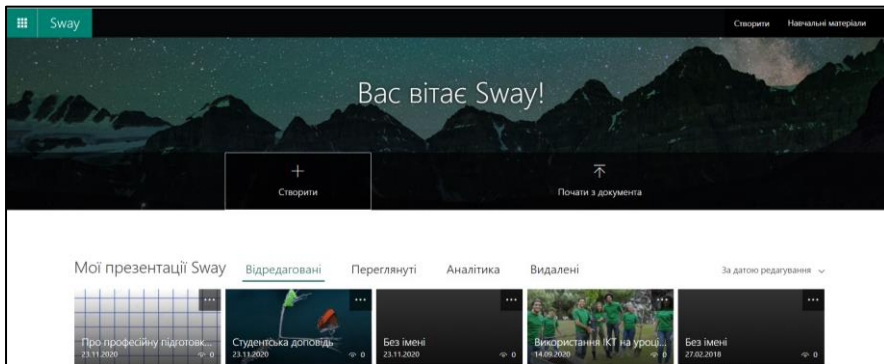 Sway Створити Навчальні матеріали
Вас вітає Sway!
Створити Почати з документа
Мої презентації Sway Відредаговані Переглянуті Аналітика Видалені За датою редагування
Про професійну підготовк... Студентська доповідь Без імені Використання ІКТ на уроці... Без імені
23.11.2020 0 23.11.2020 0 23.11.2020 0 14.09.2020 0 27.02.2018 0